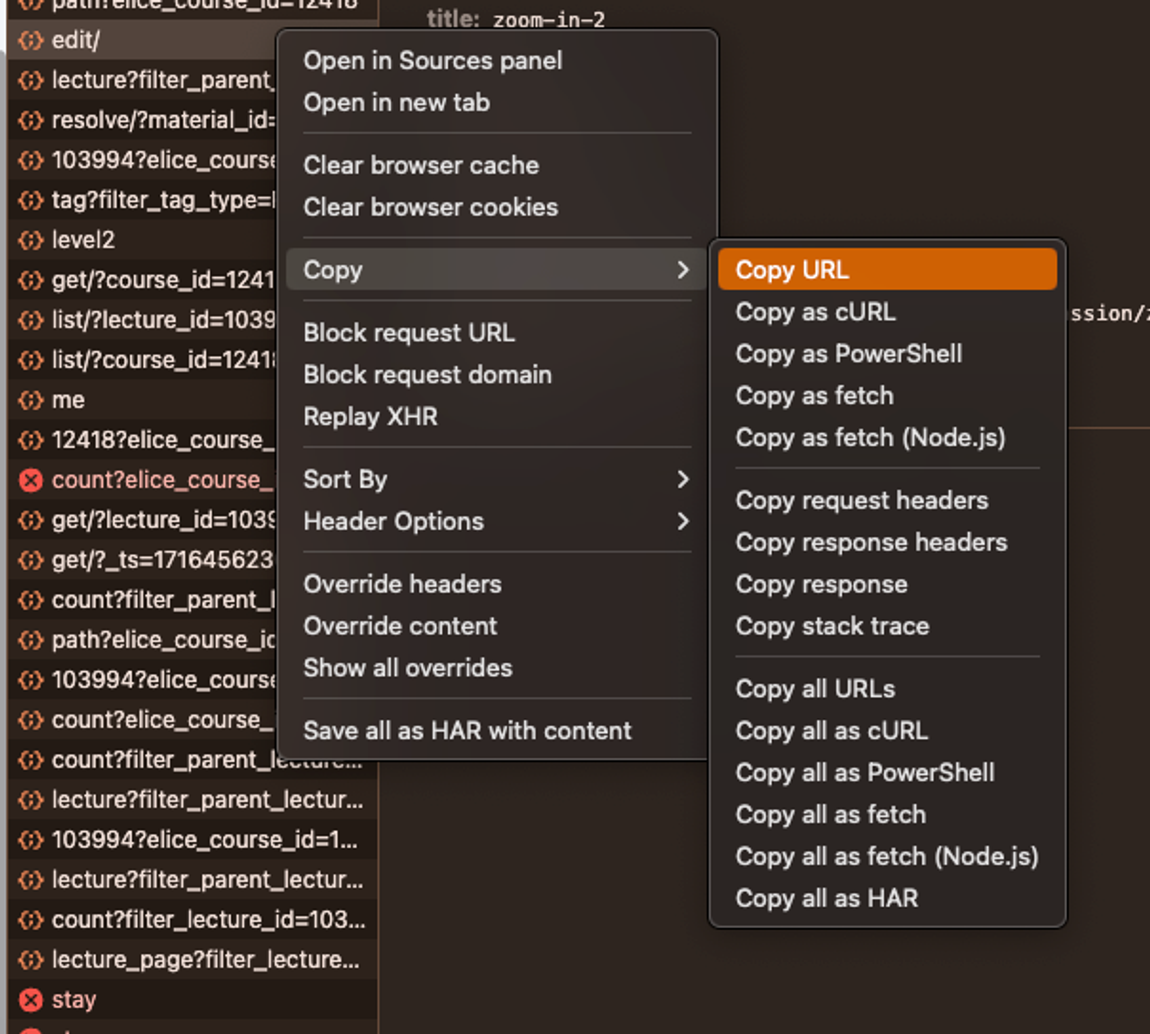 path?elice_course_id=12418
title: zoom-in-2
edit/
lecture?filter_parent_
resolve/?material_id=
103994?elice_course
tag?filter_tag_type=
level2
get/?course_id=1241
list/?lecture_id=1039
list/?course_id=1241
me
12418?elice_course_
count?elice_course_
get/?lecture_id=1039
get/?_ts=171645623
count?filter_parent_l
path?elice_course_id
103994?elice_course
count?elice_course_
count?filter_parent_lecture...
lecture?filter_parent_lectur...
103994?elice_course_id=1...
lecture?filter_parent_lectur...
count?filter_lecture_id=103...
lecture_page?filter_lecture...
stay
Open in Sources panel
Open in new tab
Clear browser cache
Clear browser cookies
Copy
Block request URL
Block request domain
Replay XHR
Sort By
Header Options
Override headers
Override content
Show all overrides
Save all as HAR with content
Copy URL
Copy as cURL
Copy as PowerShell
Copy as fetch
Copy as fetch (Node.js)
Copy request headers
Copy response headers
Copy response
Copy stack trace
Copy all URLs
Copy all as cURL
Copy all as PowerShell
Copy all as fetch
Copy all as fetch (Node.js)
Copy all as HAR
ssion/